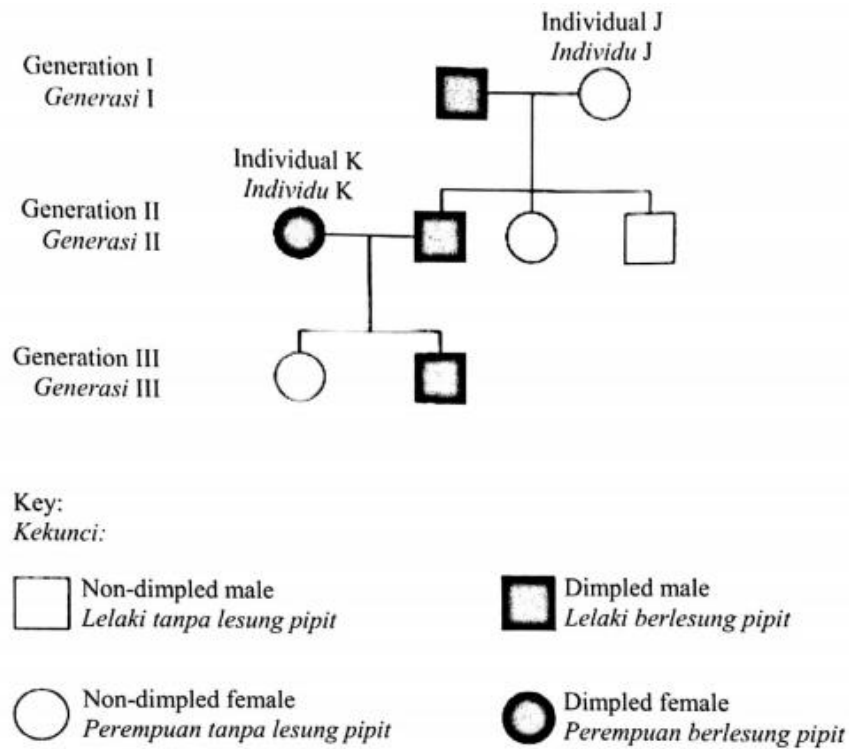 Individual J
Individu J
Generation I
Generasi I
Individual K
Individu K
Generation II
Generasi II
Generation III
Generasi III
Key:
Kekunci:
Non-dimpled male
Lelaki tanpa lesung pipit
Dimpled male
Lelaki berlesung pipit
Non-dimpled female
Perempuan tanpa lesung pipit
Dimpled female
Perempuan berlesung pipit